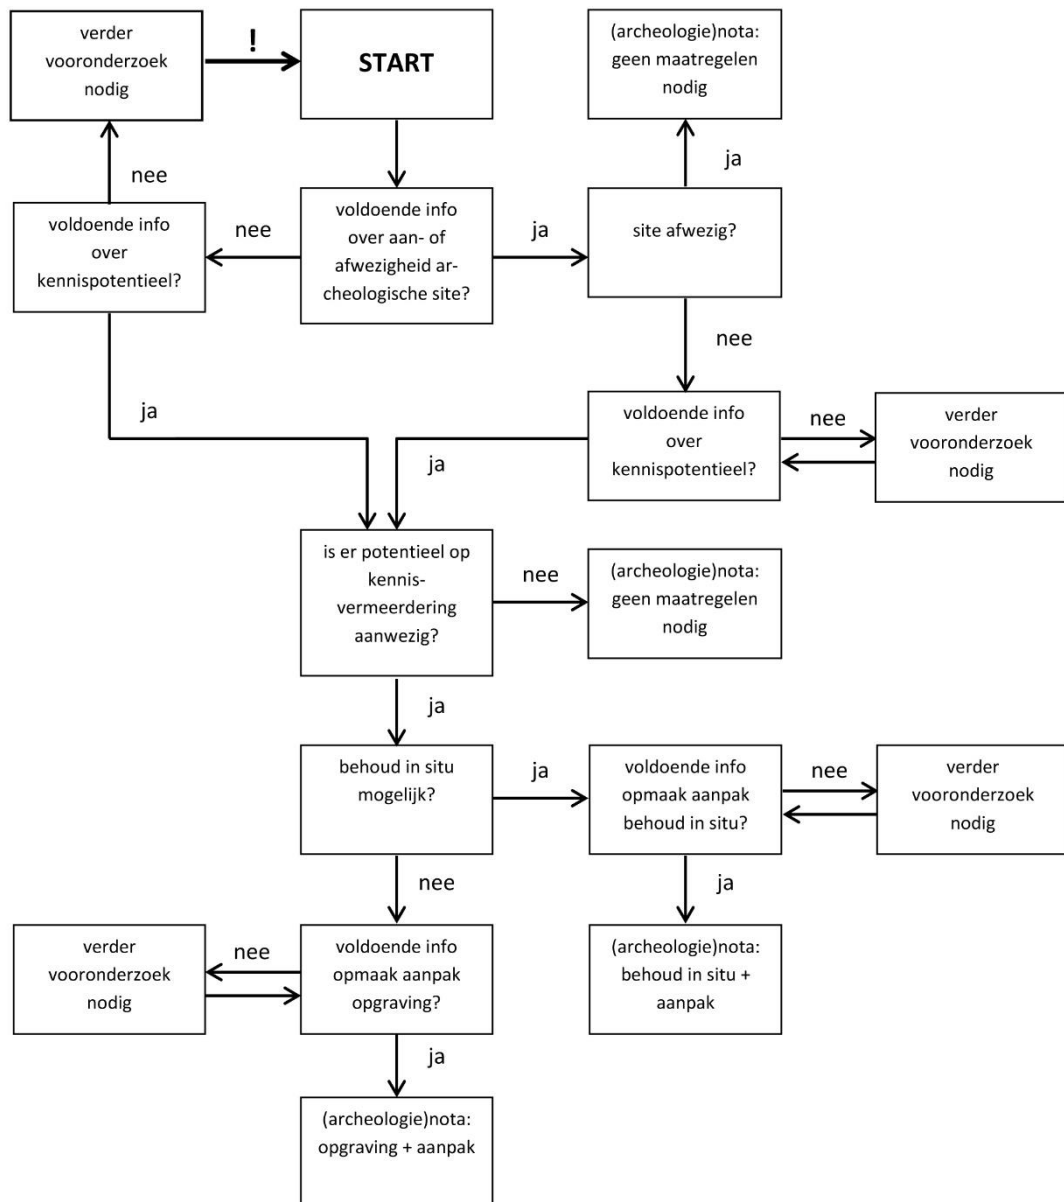 verder
vooronderzoek
nodig
!
START
(archeologie)nota:
geen maatregelen
nodig
nee
ja
voldoende info
over
kennispotentieel?
nee
voldoende info
over aan- of
afwezigheid ar-
cheologische site?
ja
site afwezig?
nee
ja
voldoende info
over
kennispotentieel?
nee
verder
vooronderzoek
nodig
ja
is er potentieel op
kennis-
vermeerdering
aanwezig?
nee
(archeologie)nota:
geen maatregelen
nodig
ja
behoud in situ
mogelijk?
ja
voldoende info
opmaak aanpak
behoud in situ?
nee
verder
vooronderzoek
nodig
nee
ja
verder
vooronderzoek
nodig
nee
voldoende info
opmaak aanpak
opgraving?
(archeologie)nota:
behoud in situ +
aanpak
ja
(archeologie)nota:
opgraving + aanpak